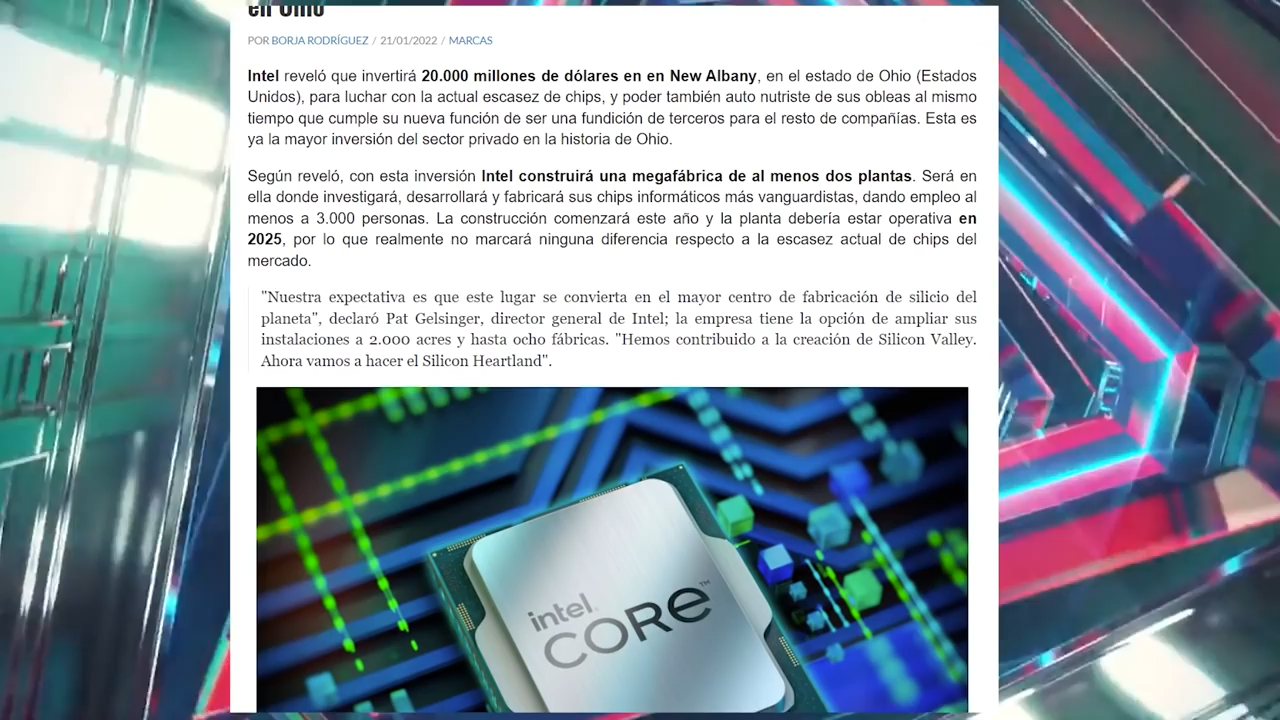 en Ohio
POR BORJA RODRÍGUEZ / 21/01/2022 / MARCAS
Intel reveló que invertirá 20.000 millones de dólares en en New Albany, en el estado de Ohio (Estados
Unidos), para luchar con la actual escasez de chips, y poder también auto nutriste de sus obleas al mismo
tiempo que cumple su nueva función de ser una fundición de terceros para el resto de compañías. Esta es
ya la mayor inversión del sector privado en la historia de Ohio.
Según reveló, con esta inversión Intel construirá una megafábrica de al menos dos plantas. Será en
ella donde investigará, desarrollará y fabricará sus chips informáticos más vanguardistas, dando empleo al
menos a 3.000 personas. La construcción comenzará este año y la planta debería estar operativa en
2025, por lo que realmente no marcará ninguna diferencia respecto a la escasez actual de chips del
mercado.
"Nuestra expectativa es que este lugar se convierta en el mayor centro de fabricación de silicio del
planeta", declaró Pat Gelsinger, director general de Intel; la empresa tiene la opción de ampliar sus
instalaciones a 2.000 acres y hasta ocho fábricas. "Hemos contribuido a la creación de Silicon Valley.
Ahora vamos a hacer el Silicon Heartland".
intel
CORE™